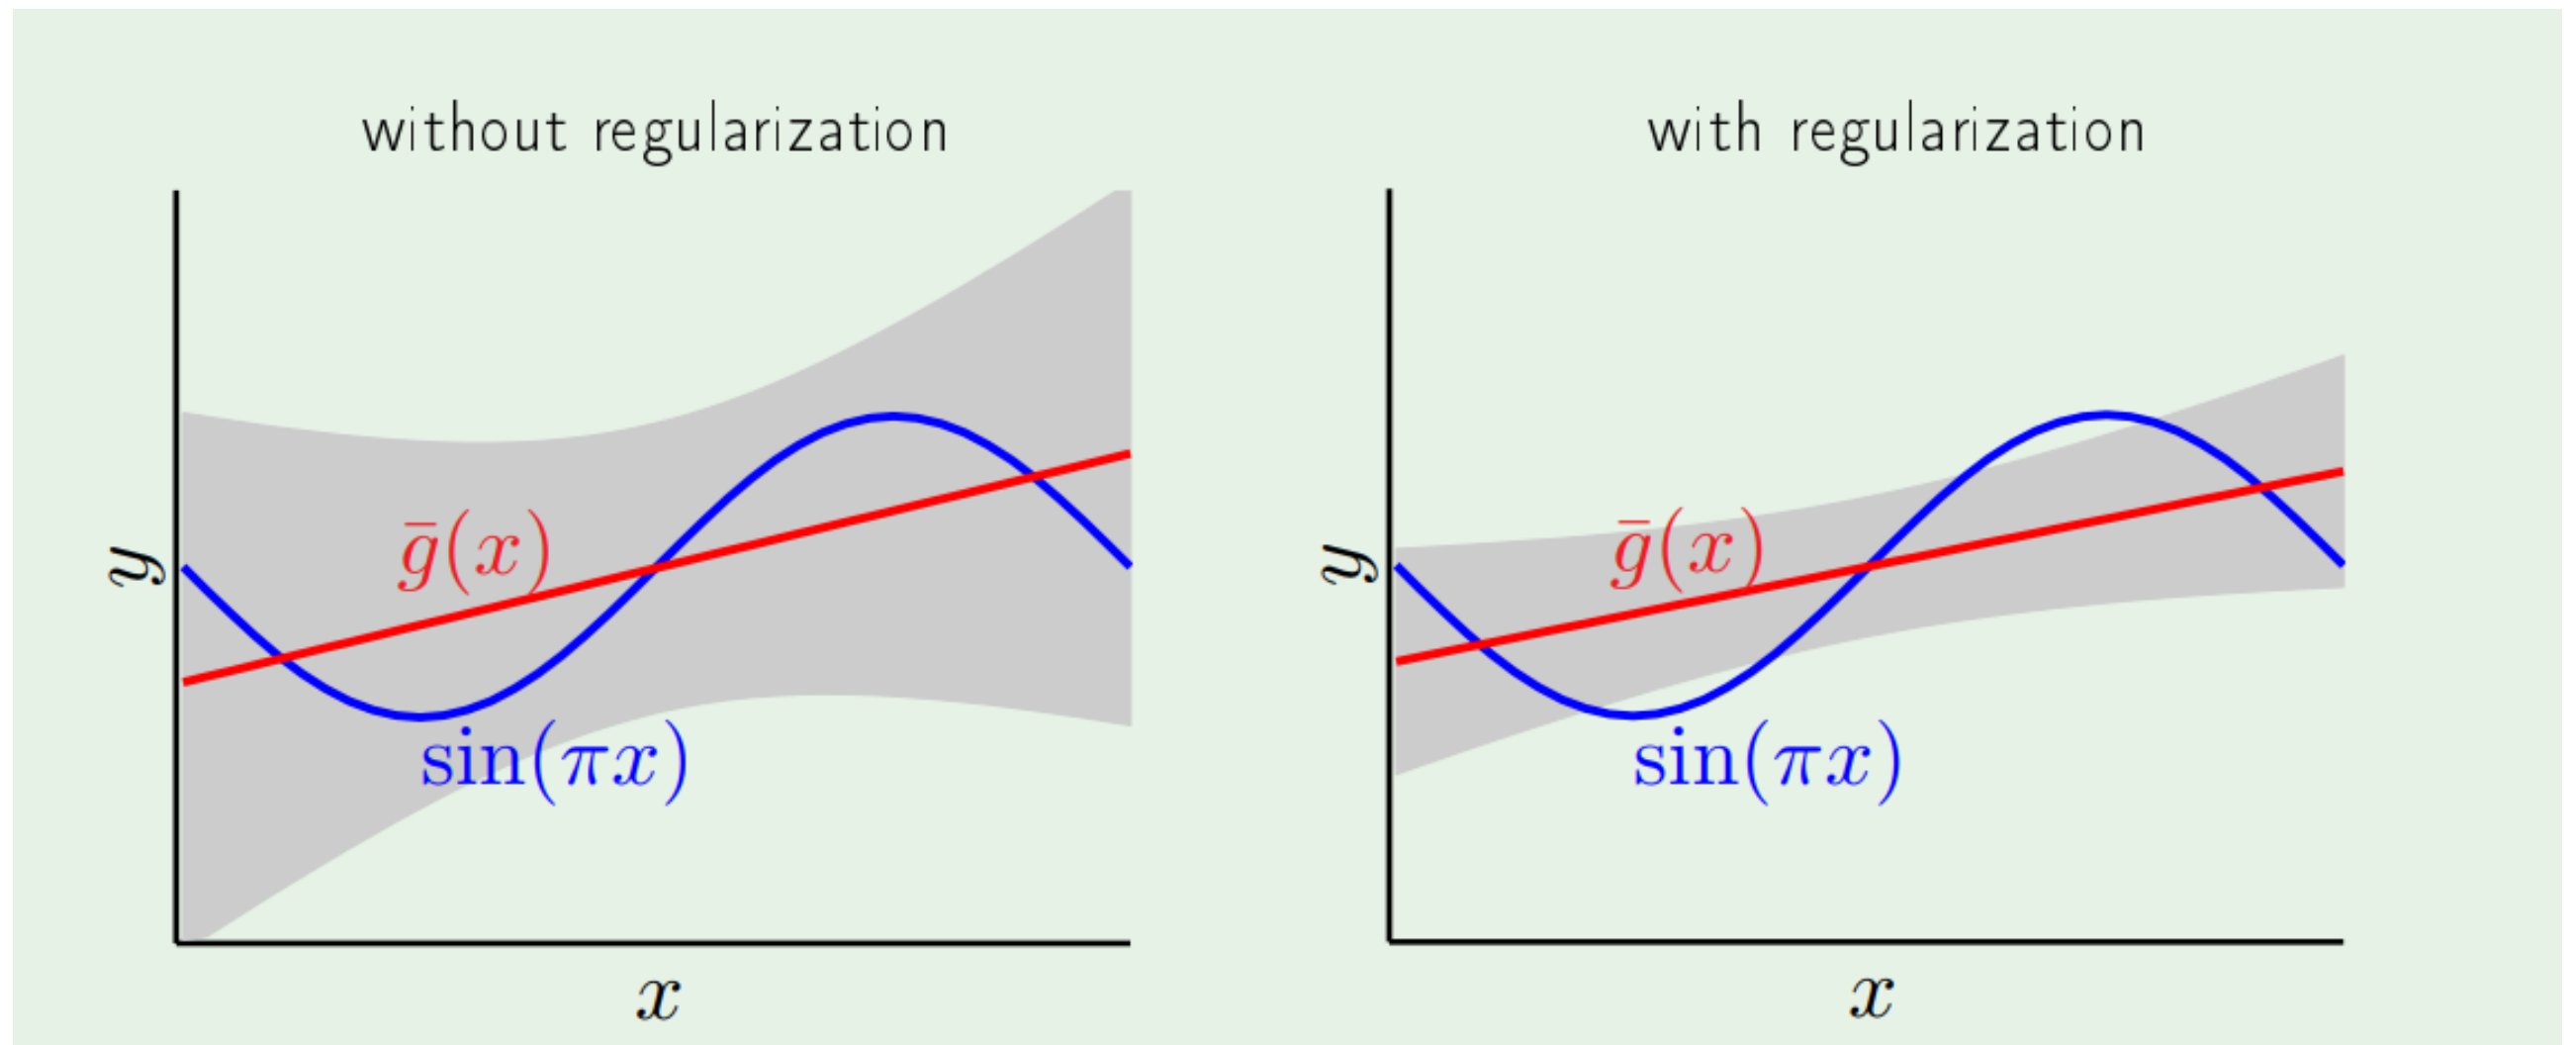 without regularization
y
ḡ(x)
sin(πx)
x
with regularization
y
ḡ(x)
sin(πx)
x